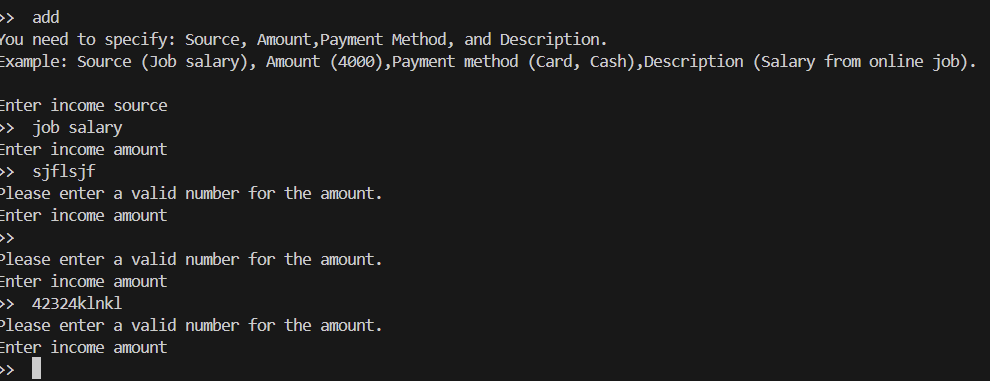 >> add
You need to specify: Source, Amount,Payment Method, and Description.
Example: Source (Job salary), Amount (4000),Payment method (Card, Cash),Description (Salary from online job).
Enter income source
>> job salary
Enter income amount
>> sjflsjf
Please enter a valid number for the amount.
Enter income amount
>>
Please enter a valid number for the amount.
Enter income amount
>> 42324klnkl
Please enter a valid number for the amount.
Enter income amount
>>